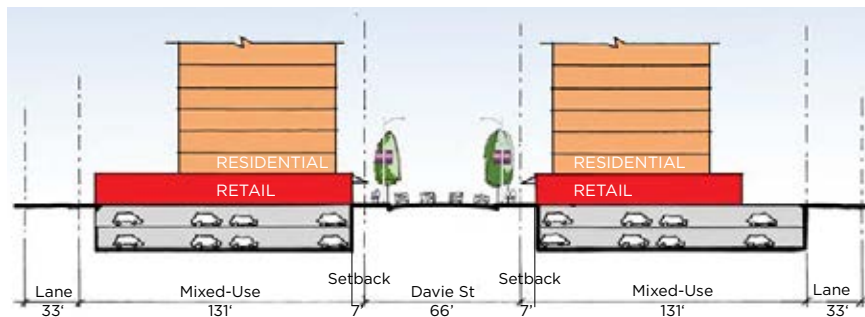 RESIDENTIAL
RESIDENTIAL
RETAIL
RETAIL
Setback
Setback
Lane
Mixed-Use
Davie St
Mixed-Use
Lane
33‘
131‘
7‘
66’
7’
131‘
33‘